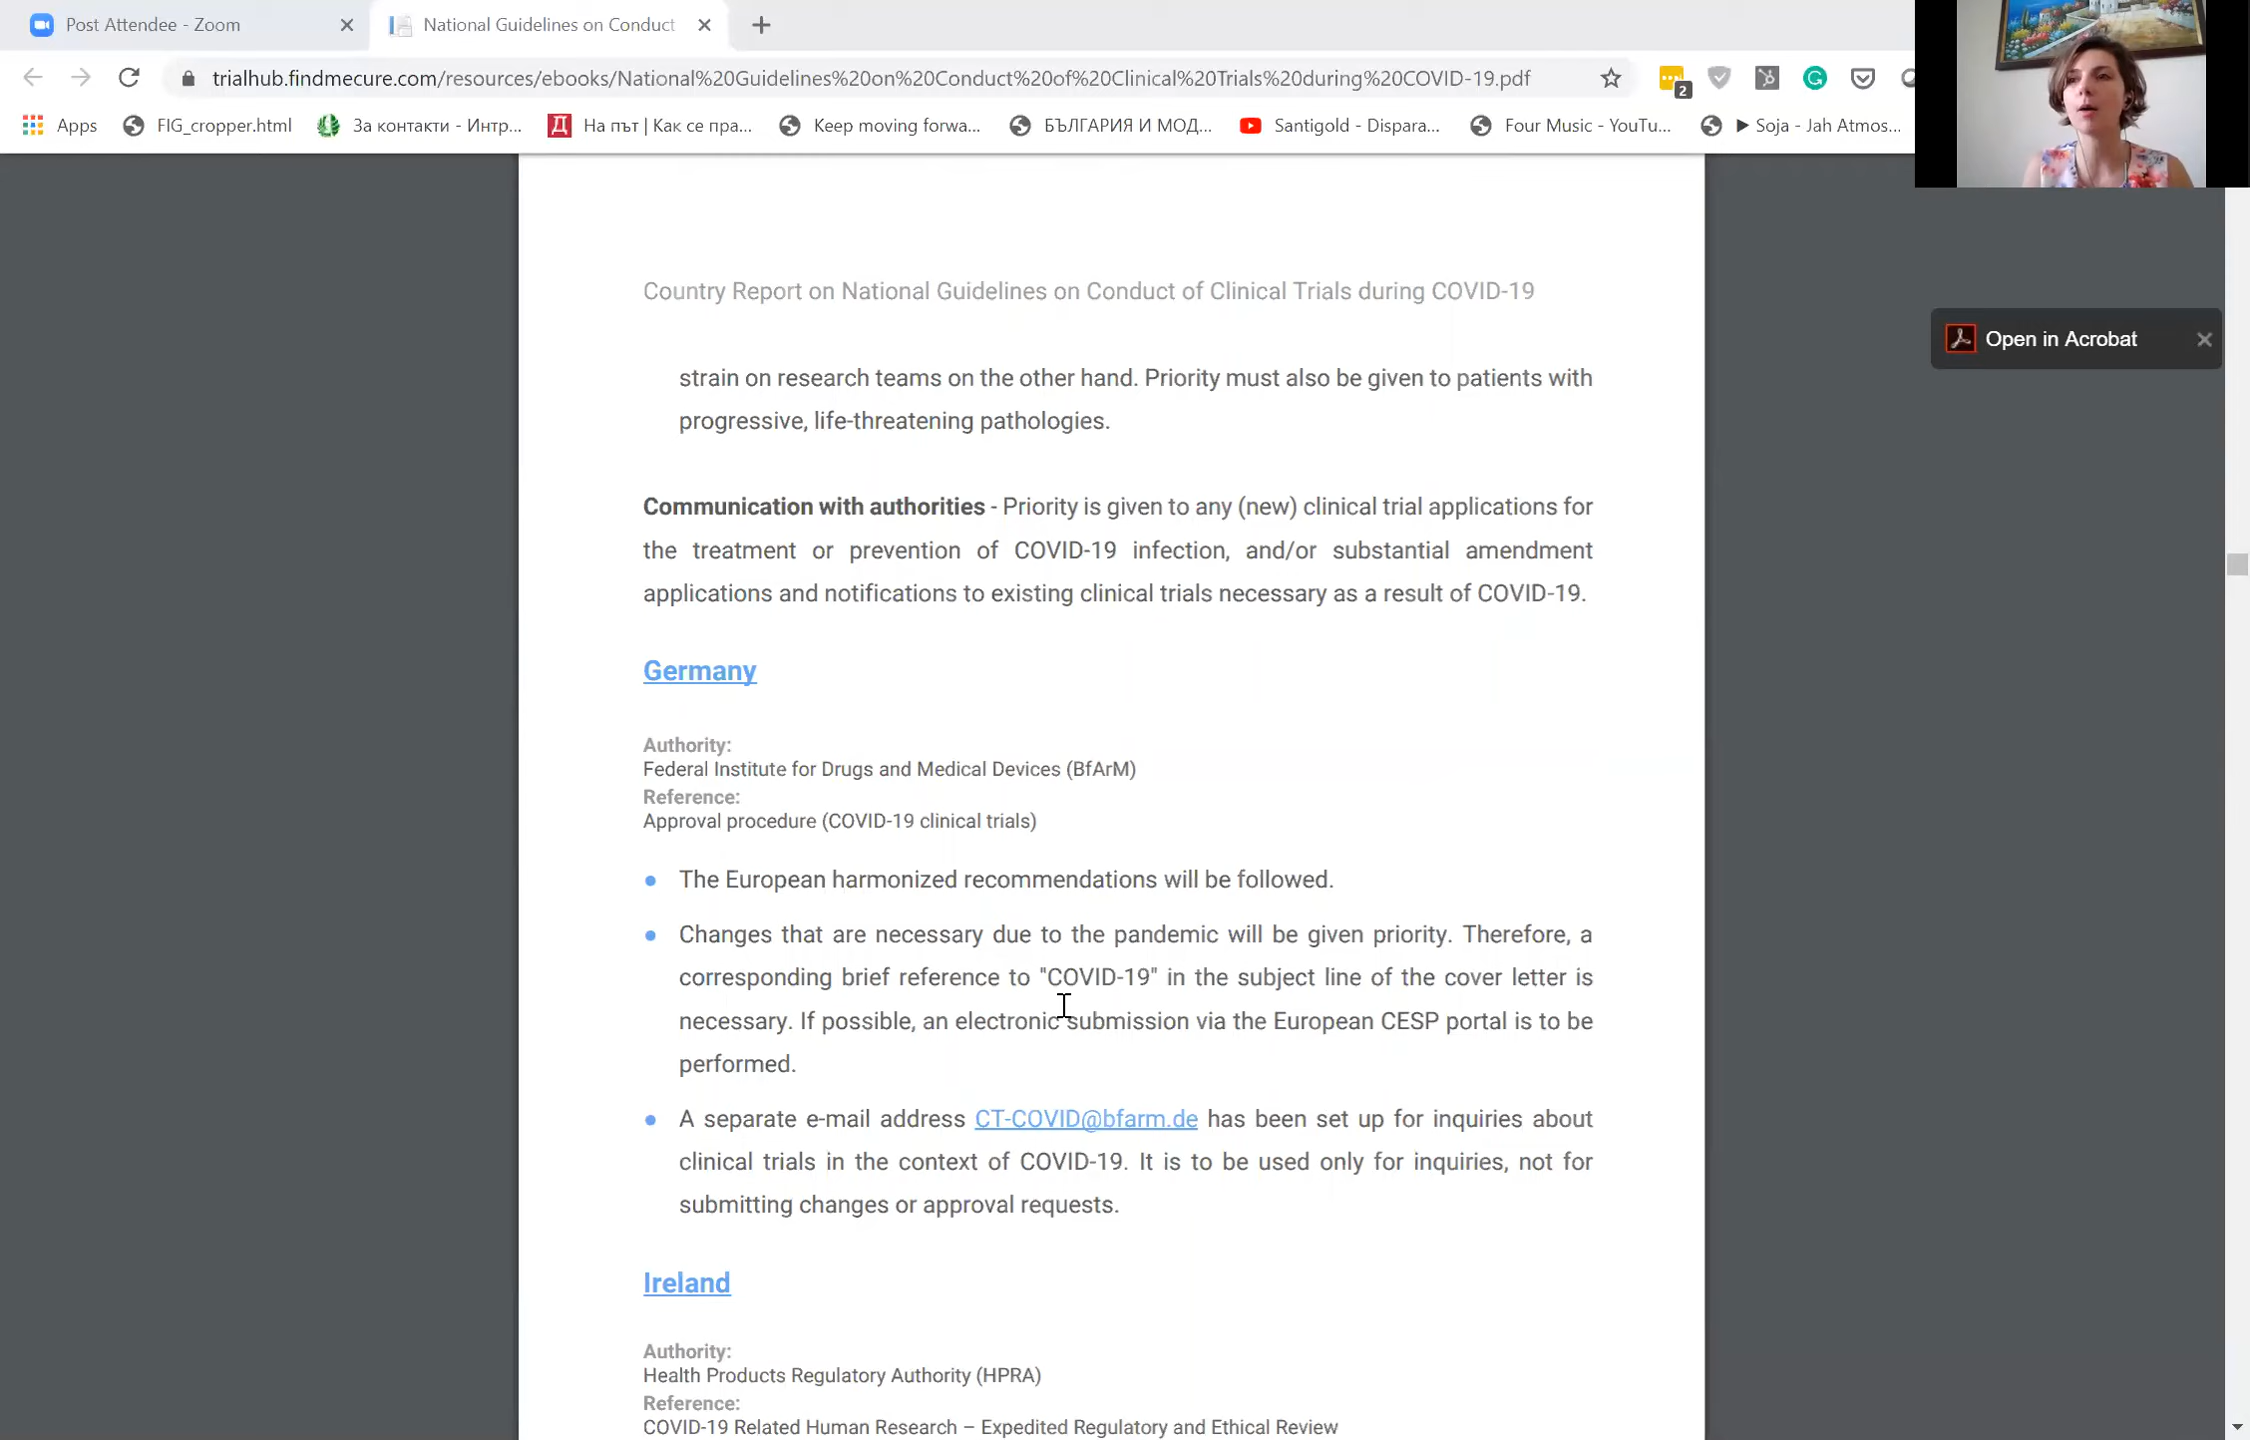 Post Attendee - Zoom
National Guidelines on Conduct
trialhub.findmecure.com/resources/ebooks/National%20Guidelines%20on%20Conduct%20of%20Clinical%20Trials%20during%20COVID-19.pdf
2
Apps
FIG_cropper.html
За контакти - Интр...
Д
На път | Как се пра...
Keep moving forwa...
БЪЛГАРИЯ И МОД...
Santigold - Dispara...
Four Music - YouTu...
Soja - Jah Atmos...
Open in Acrobat
Country Report on National Guidelines on Conduct of Clinical Trials during COVID-19
strain on research teams on the other hand. Priority must also be given to patients with
progressive, life-threatening pathologies.
Communication with authorities - Priority is given to any (new) clinical trial applications for
the treatment or prevention of COVID-19 infection, and/or substantial amendment
applications and notifications to existing clinical trials necessary as a result of COVID-19.
Germany
Authority:
Federal Institute for Drugs and Medical Devices (BfArM)
Reference:
Approval procedure (COVID-19 clinical trials)
The European harmonized recommendations will be followed.
Changes that are necessary due to the pandemic will be given priority. Therefore, a
corresponding brief reference to "COVID-19" in the subject line of the cover letter is
necessary. If possible, an electronic submission via the European CESP portal is to be
performed.
A separate e-mail address CT-COVID@bfarm.de has been set up for inquiries about
clinical trials in the context of COVID-19. It is to be used only for inquiries, not for
submitting changes or approval requests.
Ireland
Authority:
Health Products Regulatory Authority (HPRA)
Reference:
COVID-19 Related Human Research – Expedited Regulatory and Ethical Review